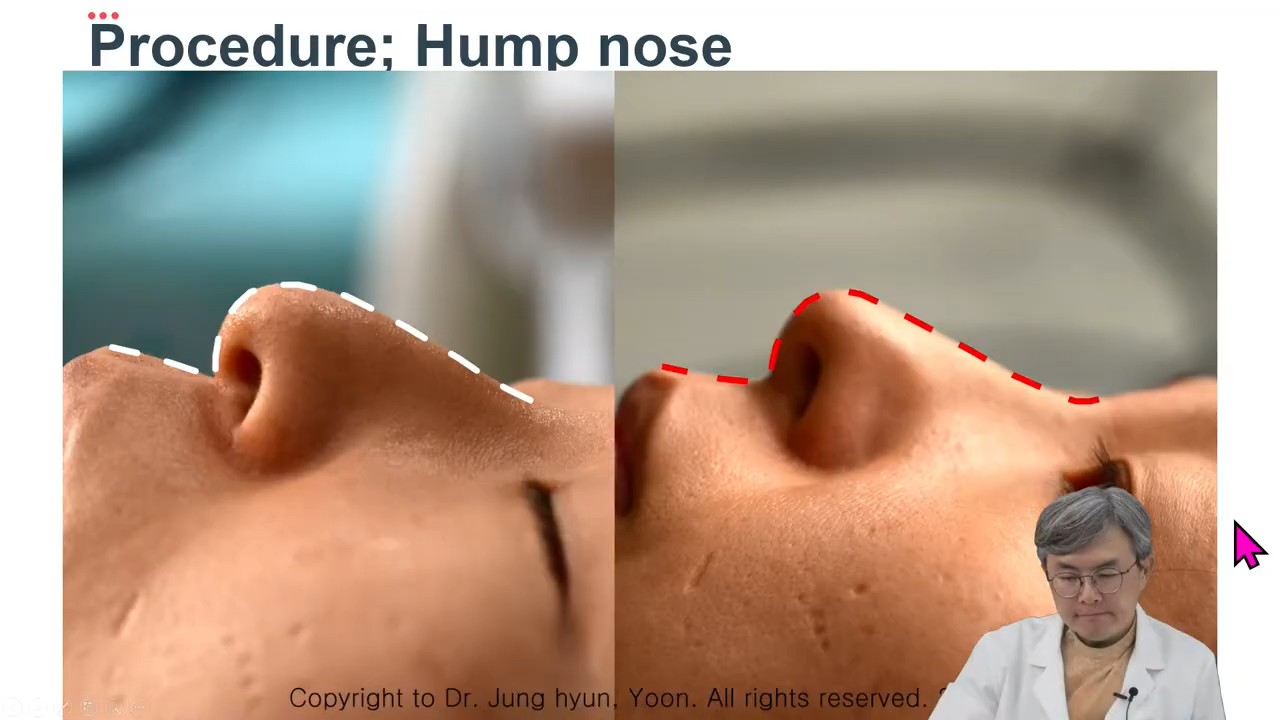 Procedure; Hump nose
Copyright to Dr. Jung hyun, Yoon. All rights reserved.